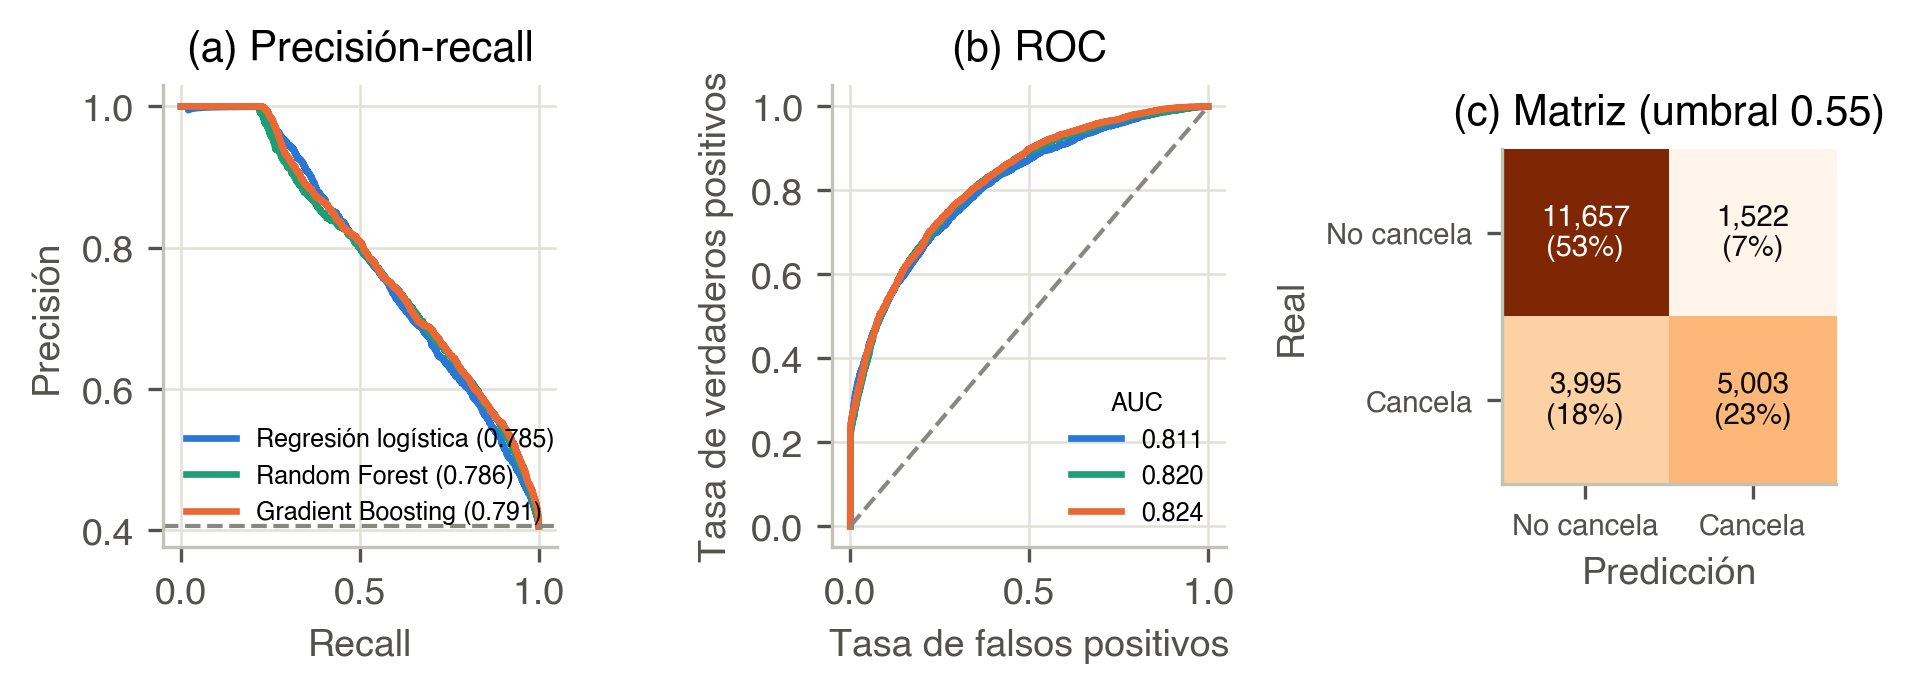 (a) Precisión-recall
1.0
0.8
0.6
0.4
Precisión
Regresión logística (0.785)
Random Forest (0.786)
Gradient Boosting (0.791)
0.0
0.5
1.0
Recall
(b) ROC
1.0
0.8
0.6
0.4
0.2
0.0
Tasa de verdaderos positivos
AUC
0.811
0.820
0.824
0.0
0.5
1.0
Tasa de falsos positivos
(c) Matriz (umbral 0.55)
Real
No cancela
11,657
(53%)
1,522
(7%)
Cancela
3,995
(18%)
5,003
(23%)
No cancela
Cancela
Predicción